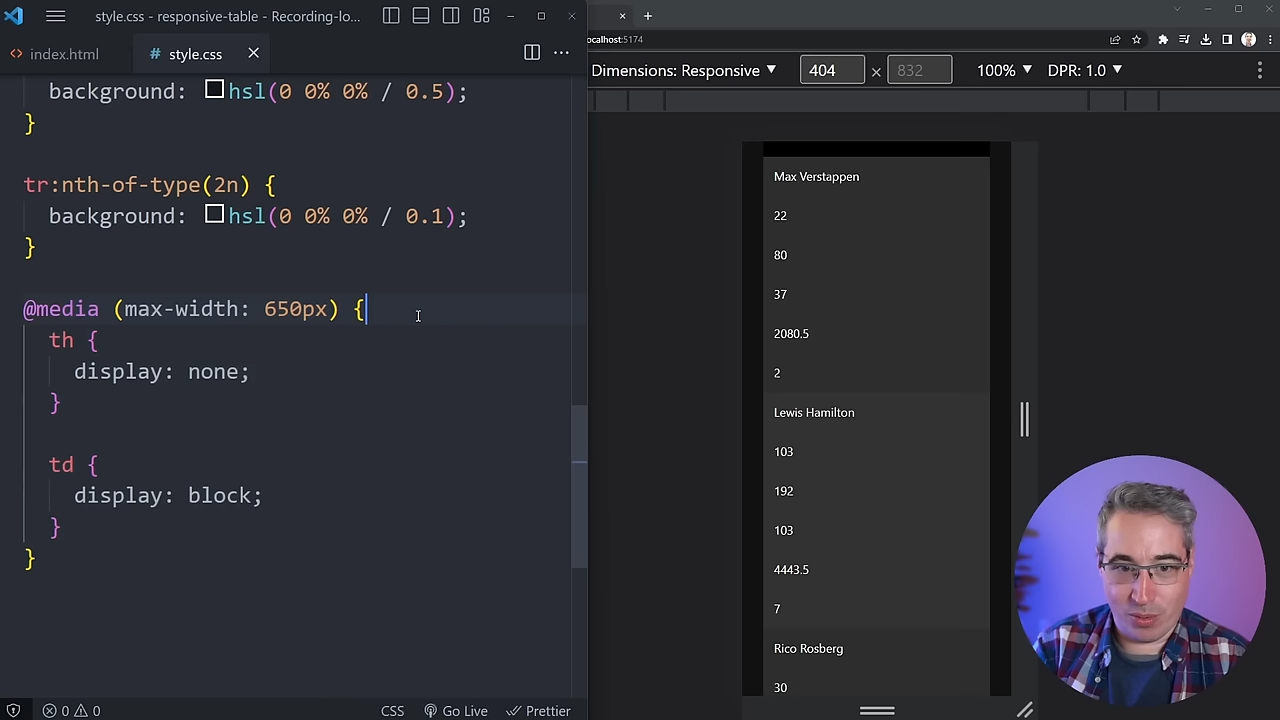 style.css - responsive-table - Recording-lo...
index.html
# style.css
background: hsl(0 0% 0% / 0.5);
}
tr:nth-of-type(2n) {
background: hsl(0 0% 0% / 0.1);
}
@media (max-width: 650px) {
th {
display: none;
}
td {
display: block;
}
}
0 0
CSS
Go Live
Prettier
ocalhost:5174
Dimensions: Responsive
404 × 832
100%
DPR: 1.0
Max Verstappen
22
80
37
2080.5
2
Lewis Hamilton
103
192
103
4443.5
7
Rico Rosberg
30